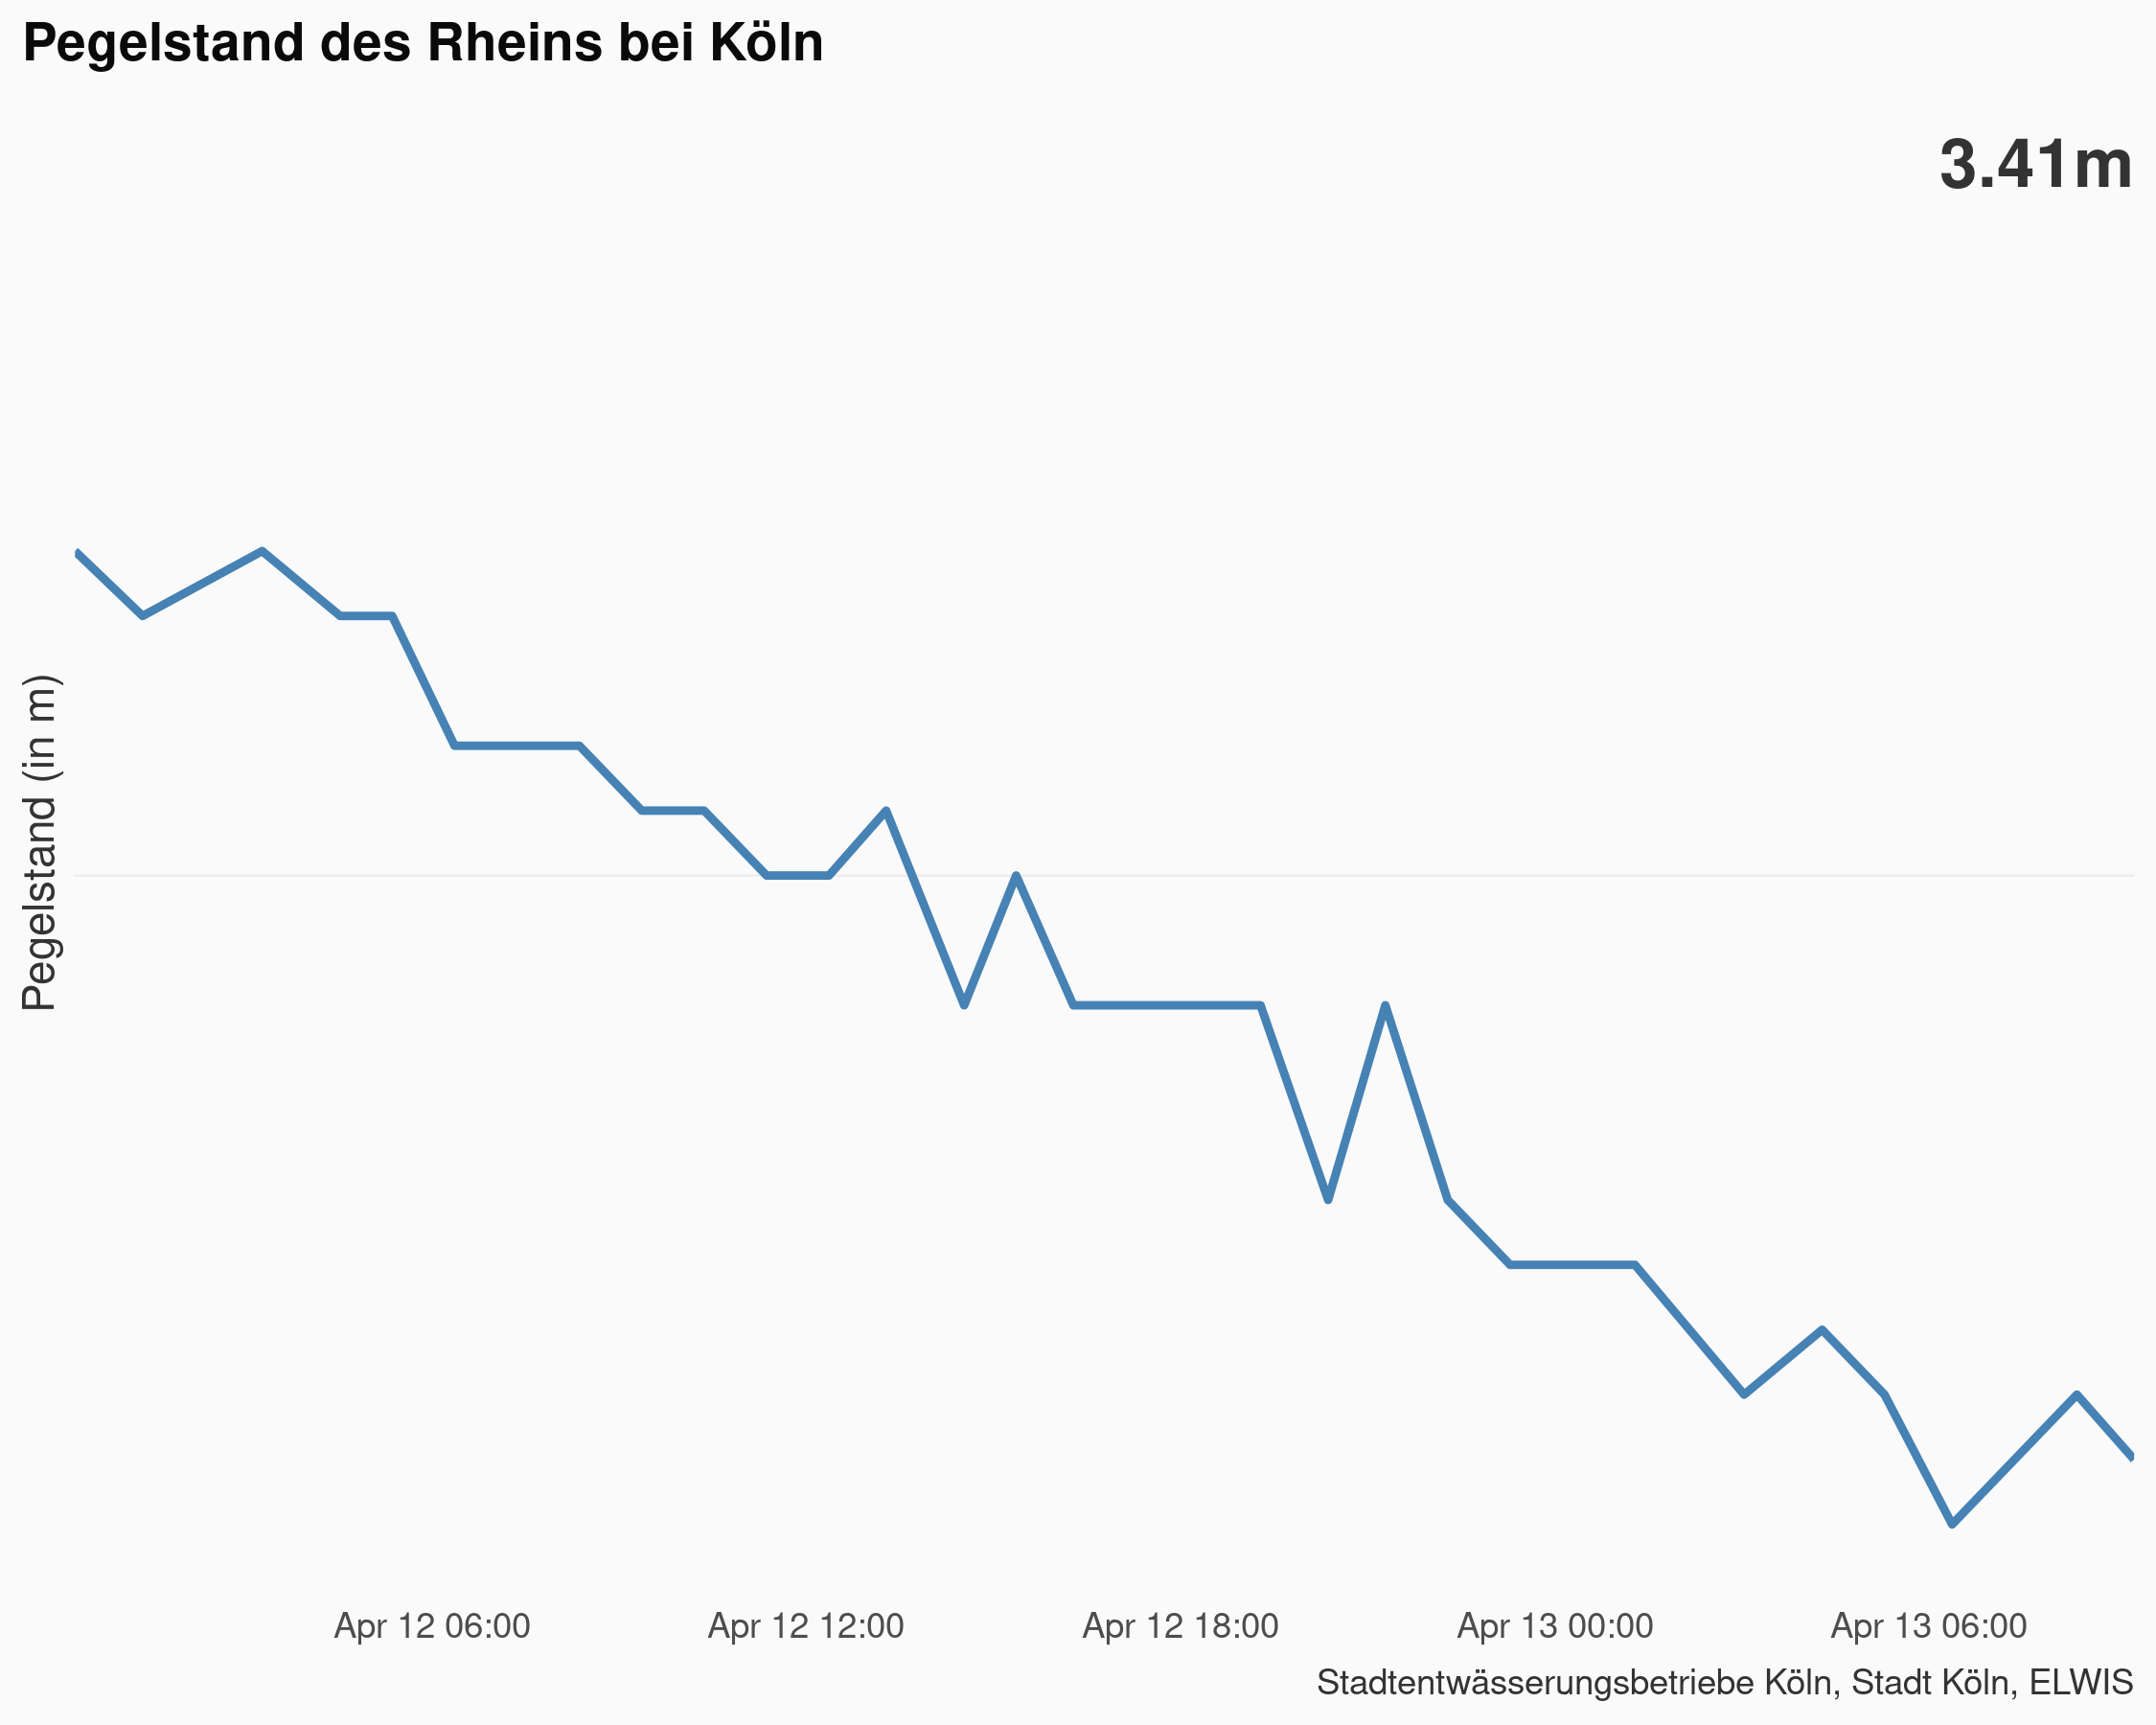 Pegelstand des Rheins bei Köln
3.41m
Pegelstand (in m)
Apr 12 06:00 Apr 12 12:00 Apr 12 18:00 Apr 13 00:00 Apr 13 06:00
Stadtentwässerungsbetriebe Köln, Stadt Köln, ELWIS